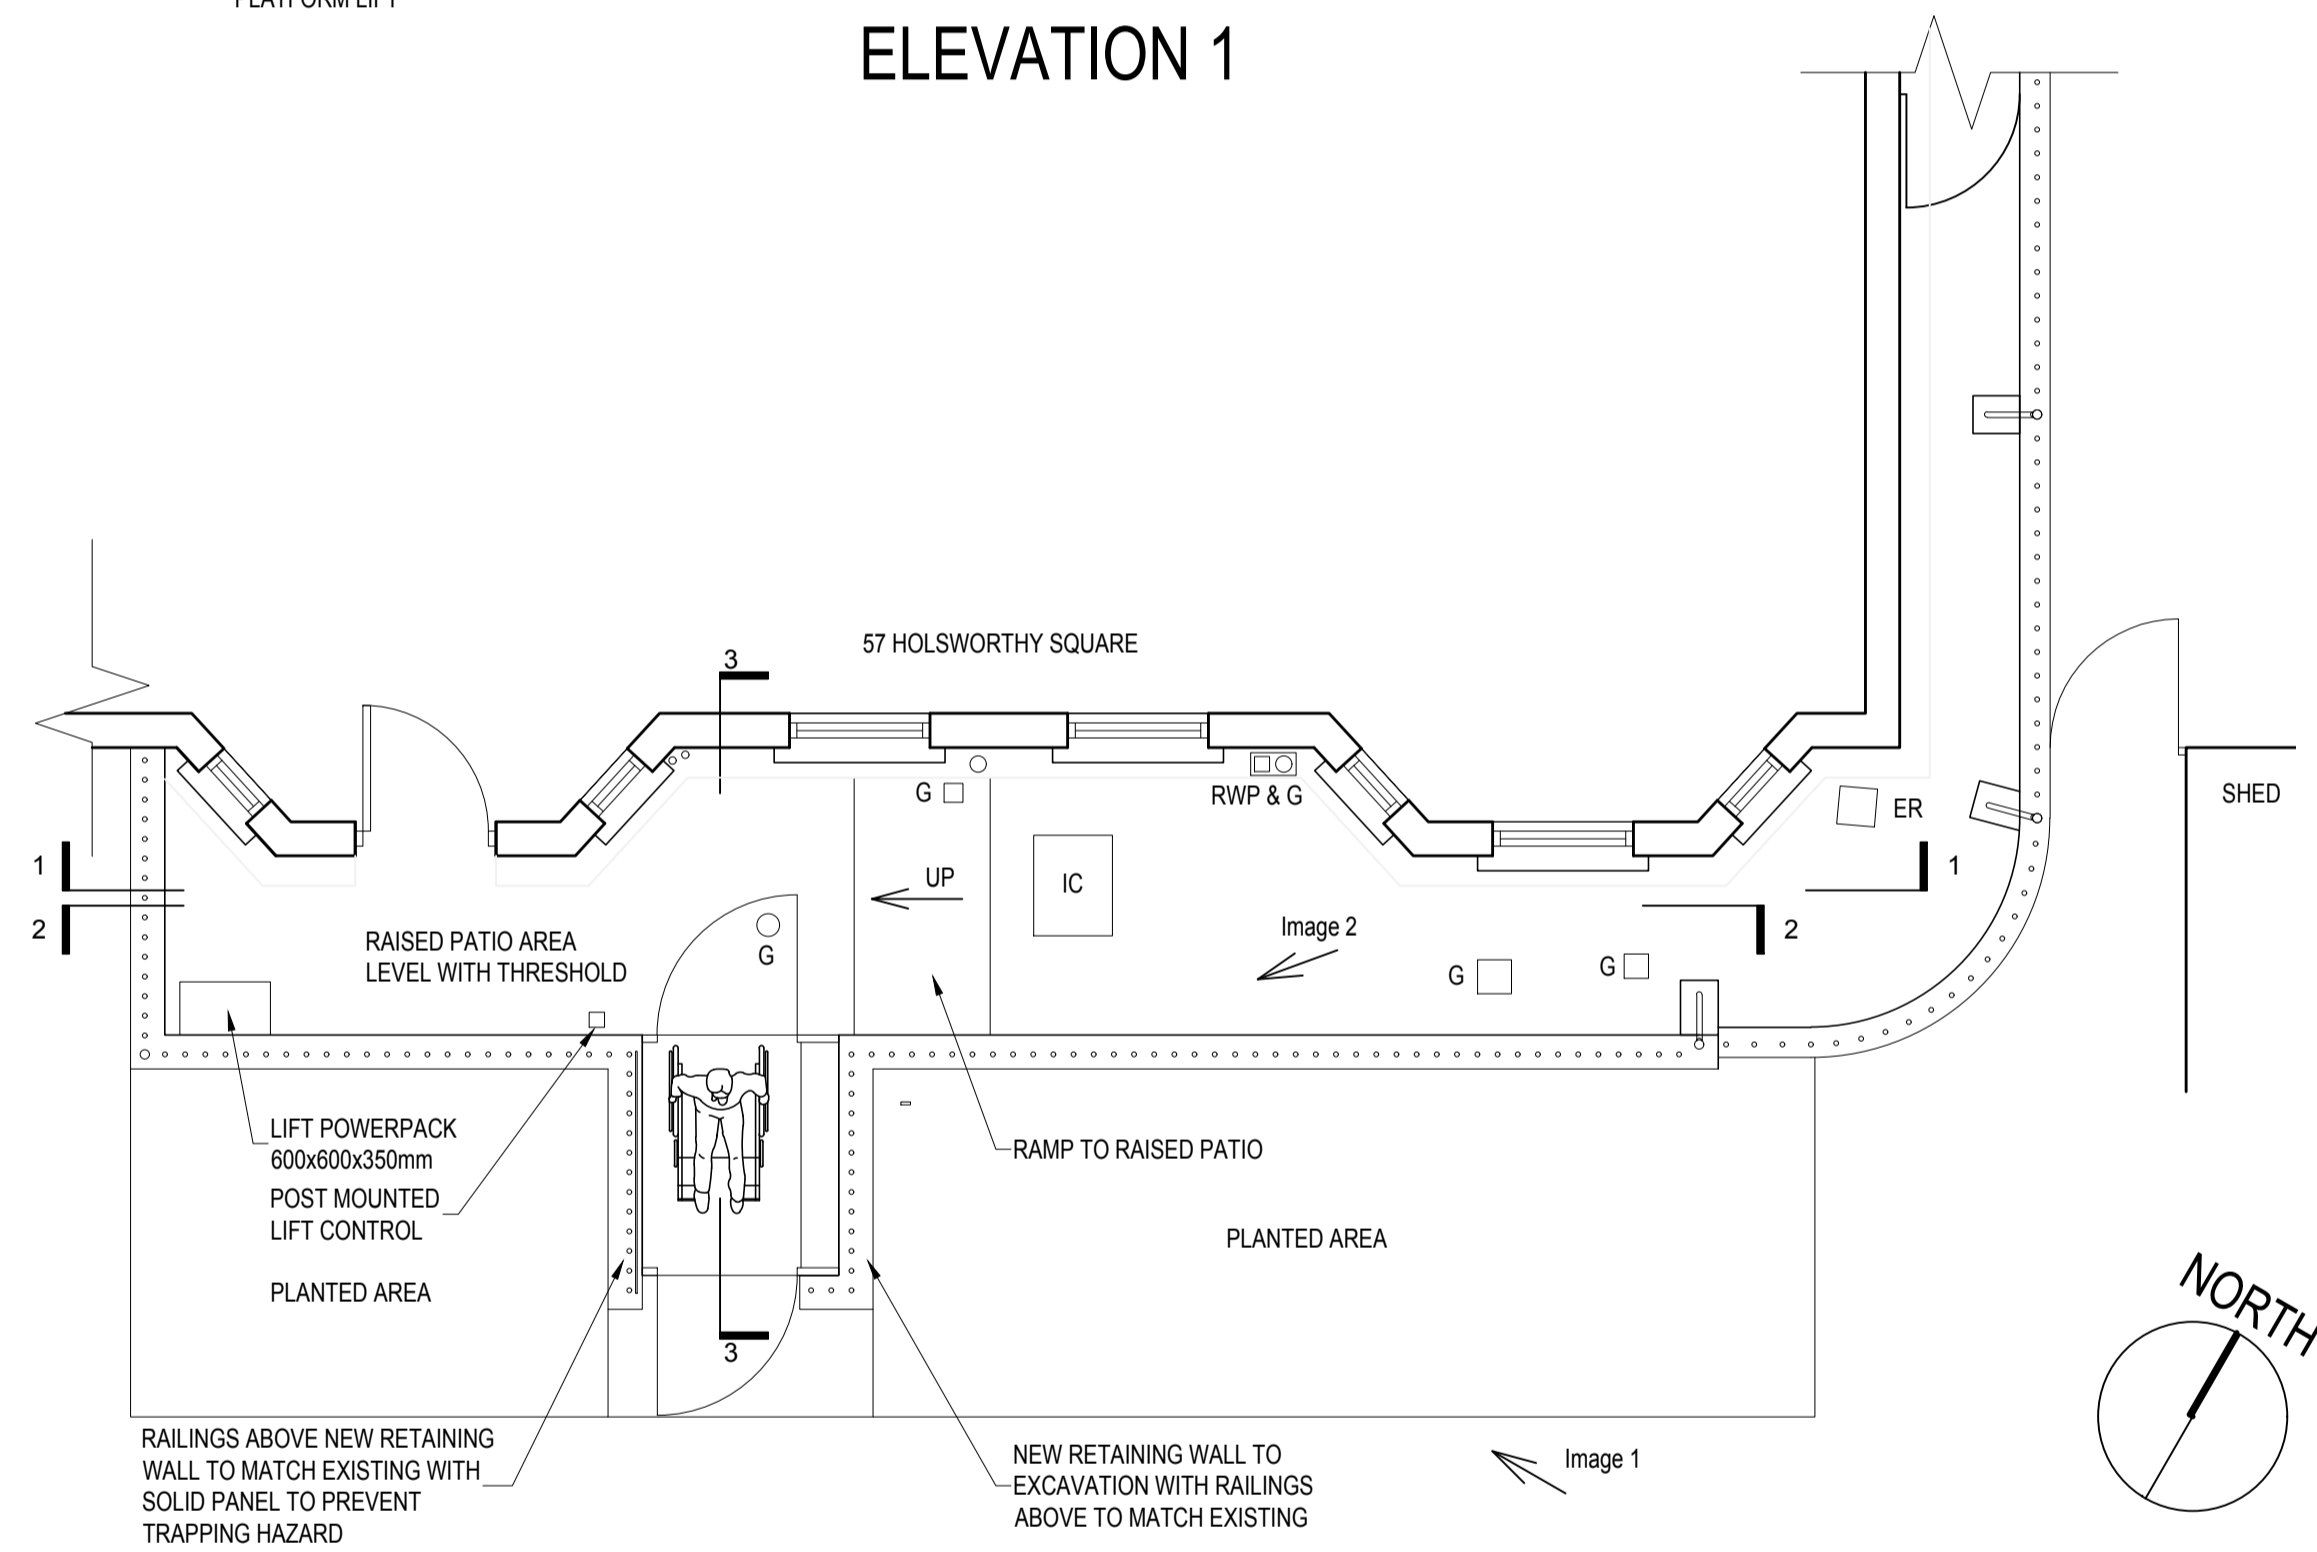 PLATFORM LIFT
ELEVATION 1
57 HOLSWORTHY SQUARE
3
G
RWP & G
ER
SHED
1
1
UP
IC
2
2
Image 2
RAISED PATIO AREA
LEVEL WITH THRESHOLD
G
G
G
LIFT POWERPACK
600x600x350mm
POST MOUNTED
LIFT CONTROL
RAMP TO RAISED PATIO
PLANTED AREA
PLANTED AREA
3
NORTH
RAILINGS ABOVE NEW RETAINING
WALL TO MATCH EXISTING WITH
SOLID PANEL TO PREVENT
TRAPPING HAZARD
NEW RETAINING WALL TO
EXCAVATION WITH RAILINGS
ABOVE TO MATCH EXISTING
Image 1